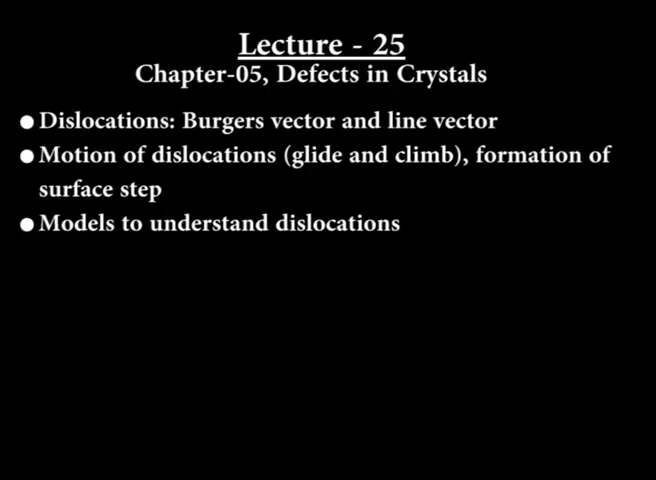 Lecture - 25
Chapter-05, Defects in Crystals
● Dislocations: Burgers vector and line vector
● Motion of dislocations (glide and climb), formation of
surface step
● Models to understand dislocations